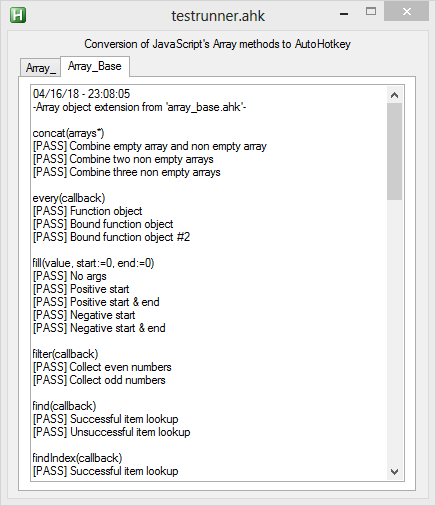 testrunner.ahk
Conversion of JavaScript's Array methods to AutoHotkey
Array_
Array_Base
04/16/18 - 23:08:05
-Array object extension from 'array_base.ahk'-
concat(arrays*)
[PASS] Combine empty array and non empty array
[PASS] Combine two non empty arrays
[PASS] Combine three non empty arrays
every(callback)
[PASS] Function object
[PASS] Bound function object
[PASS] Bound function object #2
fill(value, start:=0, end:=0)
[PASS] No args
[PASS] Positive start
[PASS] Positive start & end
[PASS] Negative start
[PASS] Negative start & end
filter(callback)
[PASS] Collect even numbers
[PASS] Collect odd numbers
find(callback)
[PASS] Successful item lookup
[PASS] Unsuccessful item lookup
findIndex(callback)
[PASS] Successful item lookup